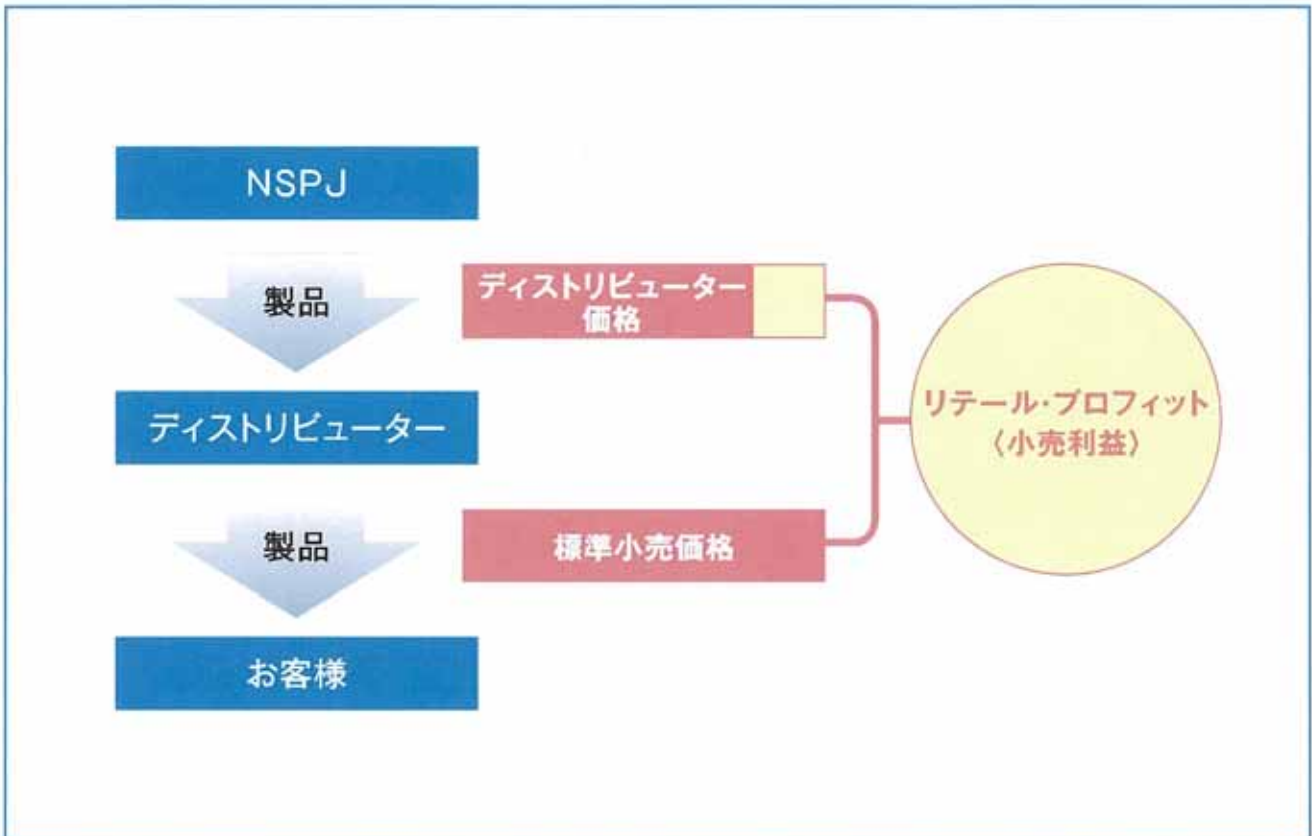 NSPJ
製品
ディストリビューター
価格
ディストリビューター
リテール・プロフィット
〈小売利益〉
製品
標準小売価格
お客様